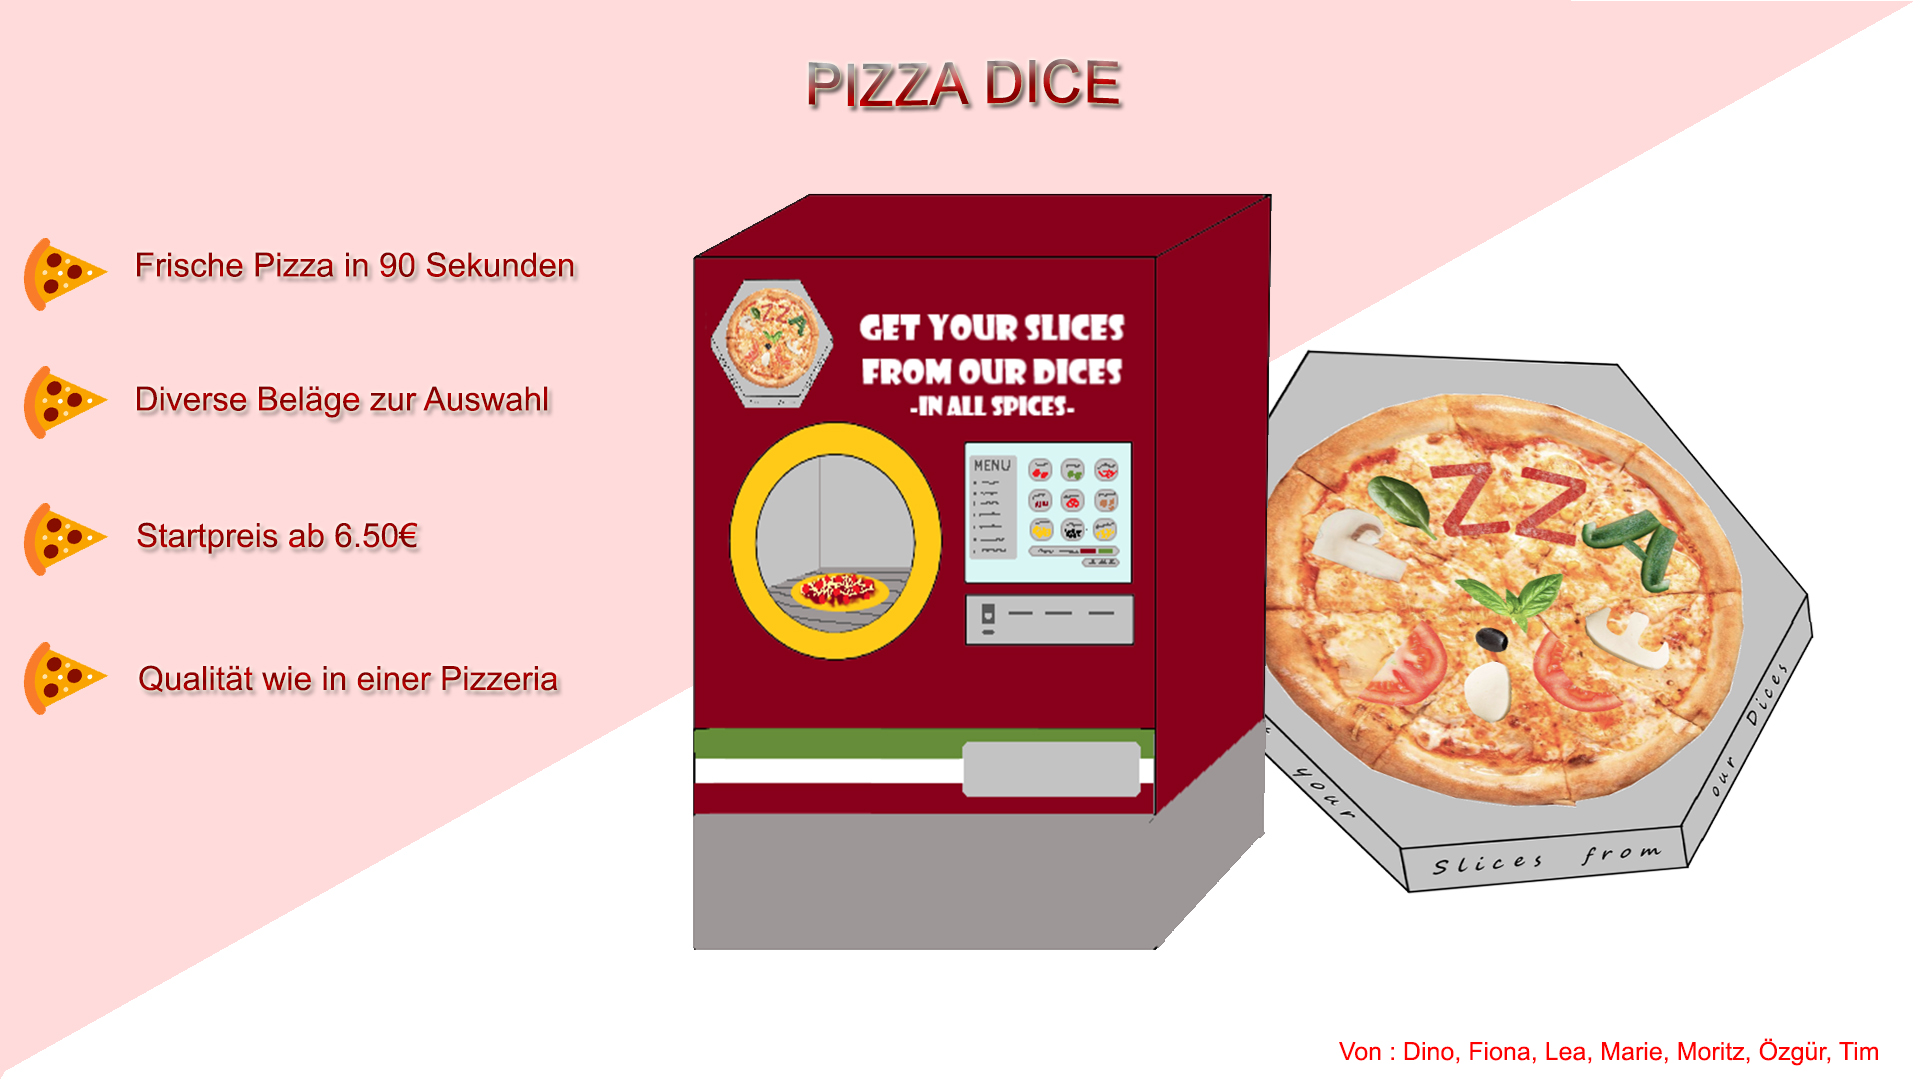 PIZZA DICE
Frische Pizza in 90 Sekunden
Diverse Beläge zur Auswahl
Startpreis ab 6.50€
Qualität wie in einer Pizzeria
GET YOUR SLICES
FROM OUR DICES
-IN ALL SPICES-
MENU
PIZZA
DICE
your
Slices from
our Dices
Von : Dino, Fiona, Lea, Marie, Moritz, Özgür, Tim